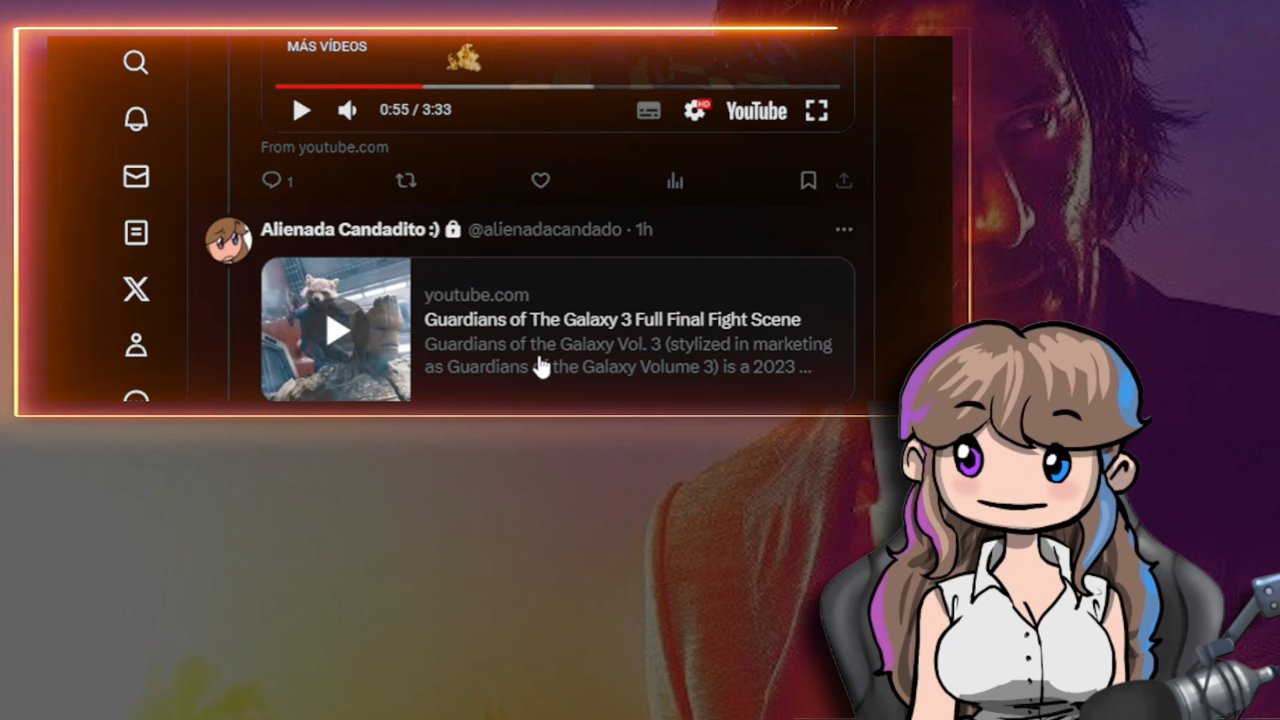 MÁS VÍDEOS
0:55 / 3:33
HD
YouTube
From youtube.com
1
Alienada Candadito :) @alienadacandado · 1h
youtube.com
Guardians of The Galaxy 3 Full Final Fight Scene
Guardians of the Galaxy Vol. 3 (stylized in marketing
as Guardians of the Galaxy Volume 3) is a 2023 ...